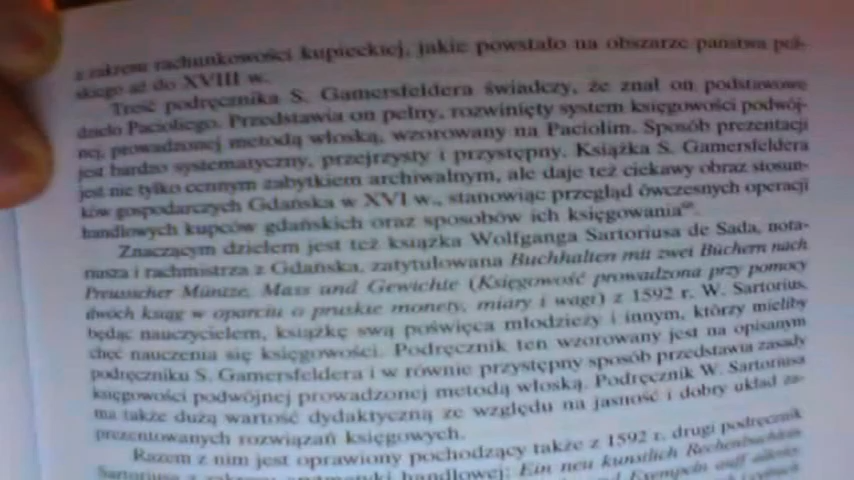 z zakresu rachunkowości kupieckiej, jakie powstało na obszarze państwa pol-
skiego aż do XVIII w.
Treść podręcznika S. Gamersfeldera świadczy, że znał on podstawowe
dzieło Pacioliego. Przedstawia on pełny, rozwinięty system księgowości podwój-
nej, prowadzonej metodą włoską, wzorowany na Paciolim. Sposób prezentacji
jest bardzo systematyczny, przejrzysty i przystępny. Książka S. Gamersfeldera
jest nie tylko cennym zabytkiem archiwalnym, ale daje też ciekawy obraz stosun-
ków gospodarczych Gdańska w XVI w., stanowiąc przegląd ówczesnych operacji
handlowych kupców gdańskich oraz sposobów ich księgowania
Znaczącym dziełem jest też książka Wolfganga Sartoriusa de Sada, nota-
riusza i rachmistrza z Gdańska, zatytułowana Buchhalten mit zwei Büchern nach
Preusscher Müntze, Mass und Gewichte (Księgowość prowadzona przy pomocy
dwóch ksiąg w oparciu o pruskie monety, miary i wagi) z 1592 r. W. Sartorius,
będąc nauczycielem, książkę swą poświęca młodzieży i innym, którzy mieliby
chęć nauczenia się księgowości. Podręcznik ten wzorowany jest na opisanym
podręczniku S. Gamersfeldera i w równie przystępny sposób przedstawia zasady
księgowości podwójnej prowadzonej metodą włoską. Podręcznik W. Sartoriusa
ma także dużą wartość dydaktyczną ze względu na jasność i dobry układ za-
prezentowanych rozwiązań księgowych.
Razem z nim jest oprawiony pochodzący także z 1592 r. drugi podręcznik
Sartoriusa z zakresu arytmetyki handlowej: Ein neu kunstlich Rechenbuchlein
und Exempeln auff